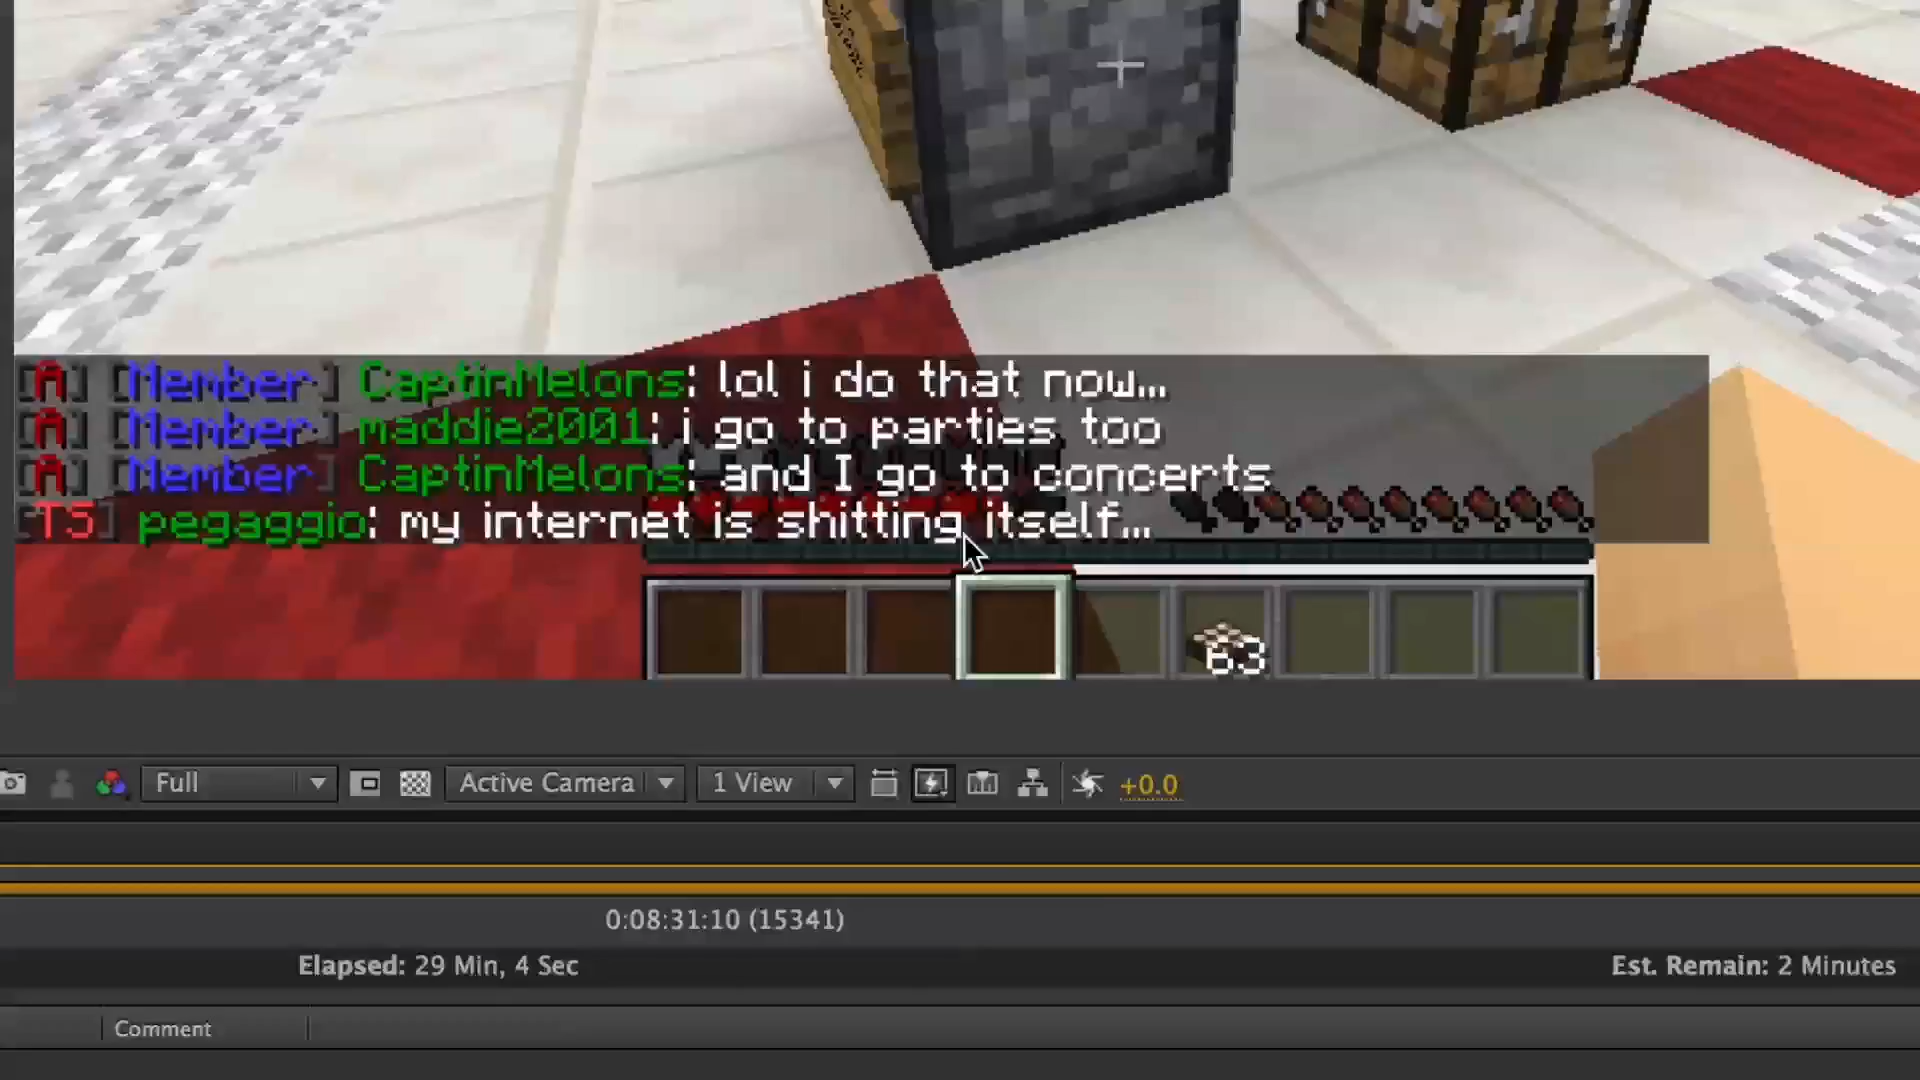 [A] [Member] CaptinMelons: lol i do that now...
[A] [Member] maddie2001: i go to parties too
[A] [Member] CaptinMelons: and I go to concerts
[TS] pegaggio: my internet is shitting itself...
63
Full
Active Camera
1 View
+0.0
0:08:31:10 (15341)
Elapsed: 29 Min, 4 Sec
Est. Remain: 2 Minutes
Comment